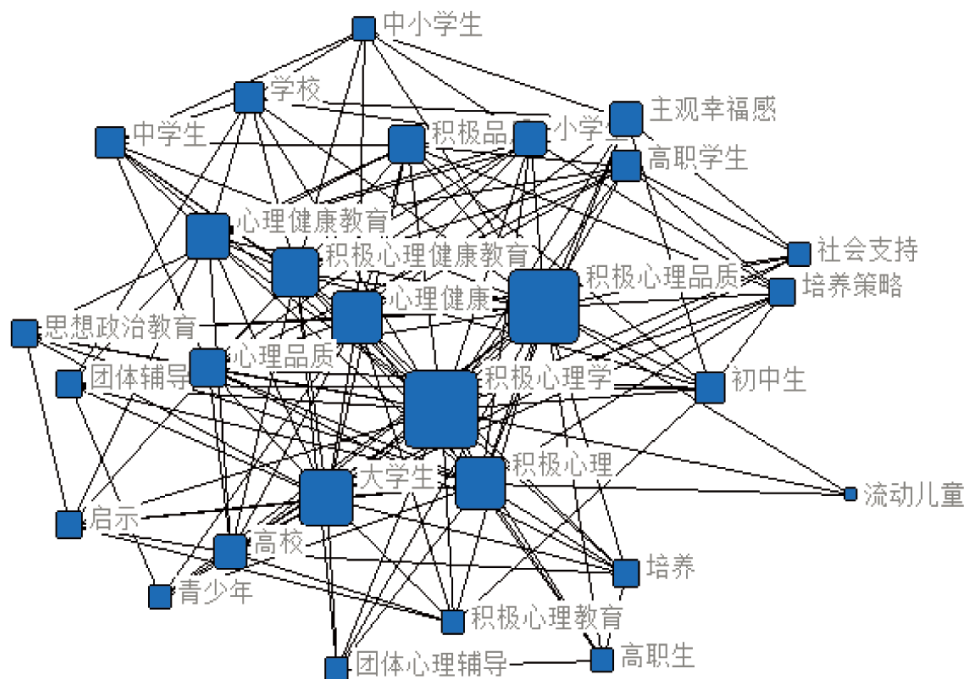 中小学生
学校
主观幸福感
中学生
积极品
小学生
高职学生
心理健康教育
积极心理健康教育
社会支持
积极心理品质
培养策略
心理健康
思想政治教育
心理品质
团体辅导
积极心理学
初中生
大学生
积极心理
流动儿童
启示
高校
培养
青少年
积极心理教育
团体心理辅导
高职生